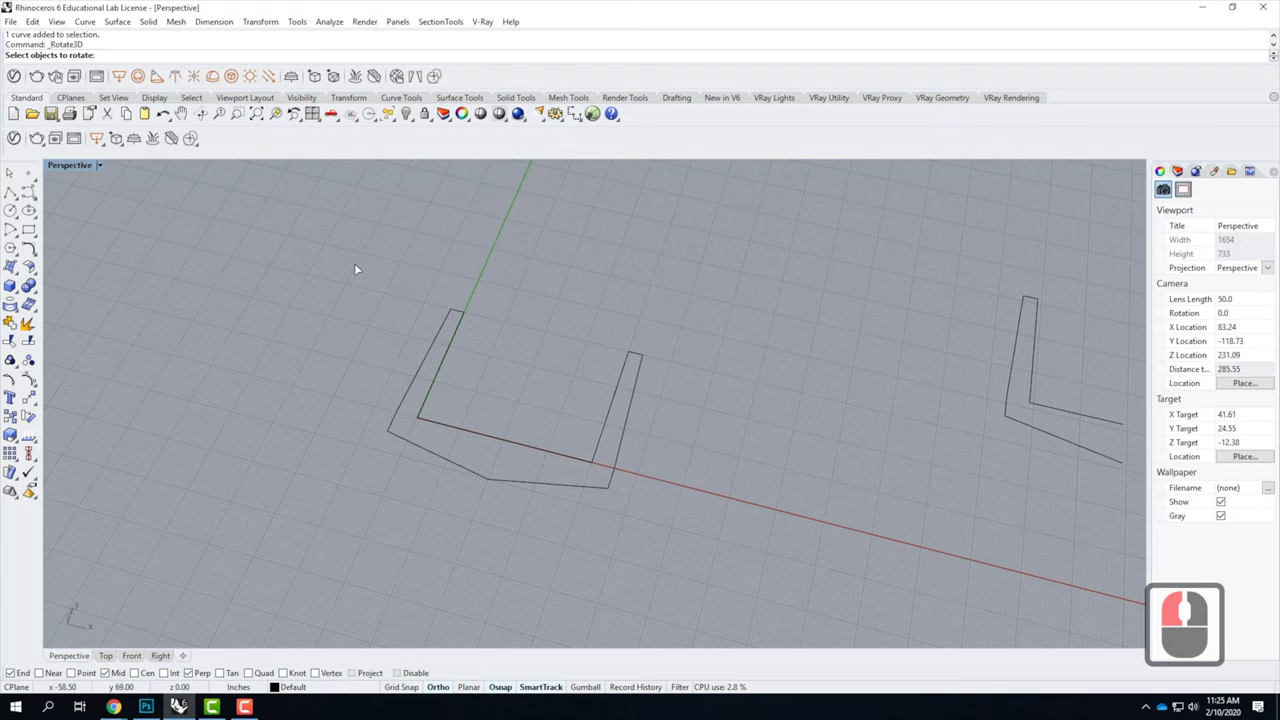 Rhinoceros 6 Educational Lab License - [Perspective]
File Edit View Curve Surface Solid Mesh Dimension Transform Tools Analyze Render Panels SectionTools V-Ray Help
1 curve added to selection.
Command: _Rotate3D
Select objects to rotate:
Standard CPlanes Set View Display Select Viewport Layout Visibility Transform Curve Tools Surface Tools Solid Tools Mesh Tools Render Tools Drafting New in V6 VRay Lights VRay Utility VRay Proxy VRay Geometry VRay Rendering
Perspective
Viewport
Title Perspective
Width 1654
Height 733
Projection Perspective
Camera
Lens Length 50.0
Rotation 0.0
X Location 83.24
Y Location -118.73
Z Location 231.09
Distance t... 285.55
Location Place...
Target
X Target 41.61
Y Target 24.55
Z Target -12.38
Location Place...
Wallpaper
Filename (none) ...
Show
Gray
y
x
Perspective Top Front Right
End Near Point Mid Cen Int Perp Tan Quad Knot Vertex Project Disable
CPlane x -58.50 y 69.00 z 0.00 Inches Default Grid Snap Ortho Planar Osnap SmartTrack Gumball Record History Filter CPU use: 2.8 %
Ps
11:25 AM
2/10/2020